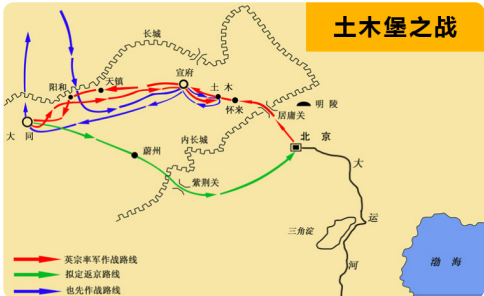 土木堡之战
长城
宣府
阳和
天镇
土木
怀来
明陵
居庸关
大同
内长城
北京
蔚州
紫荆关
大运河
三角淀
渤海
英宗率军作战路线
拟定返京路线
也先作战路线